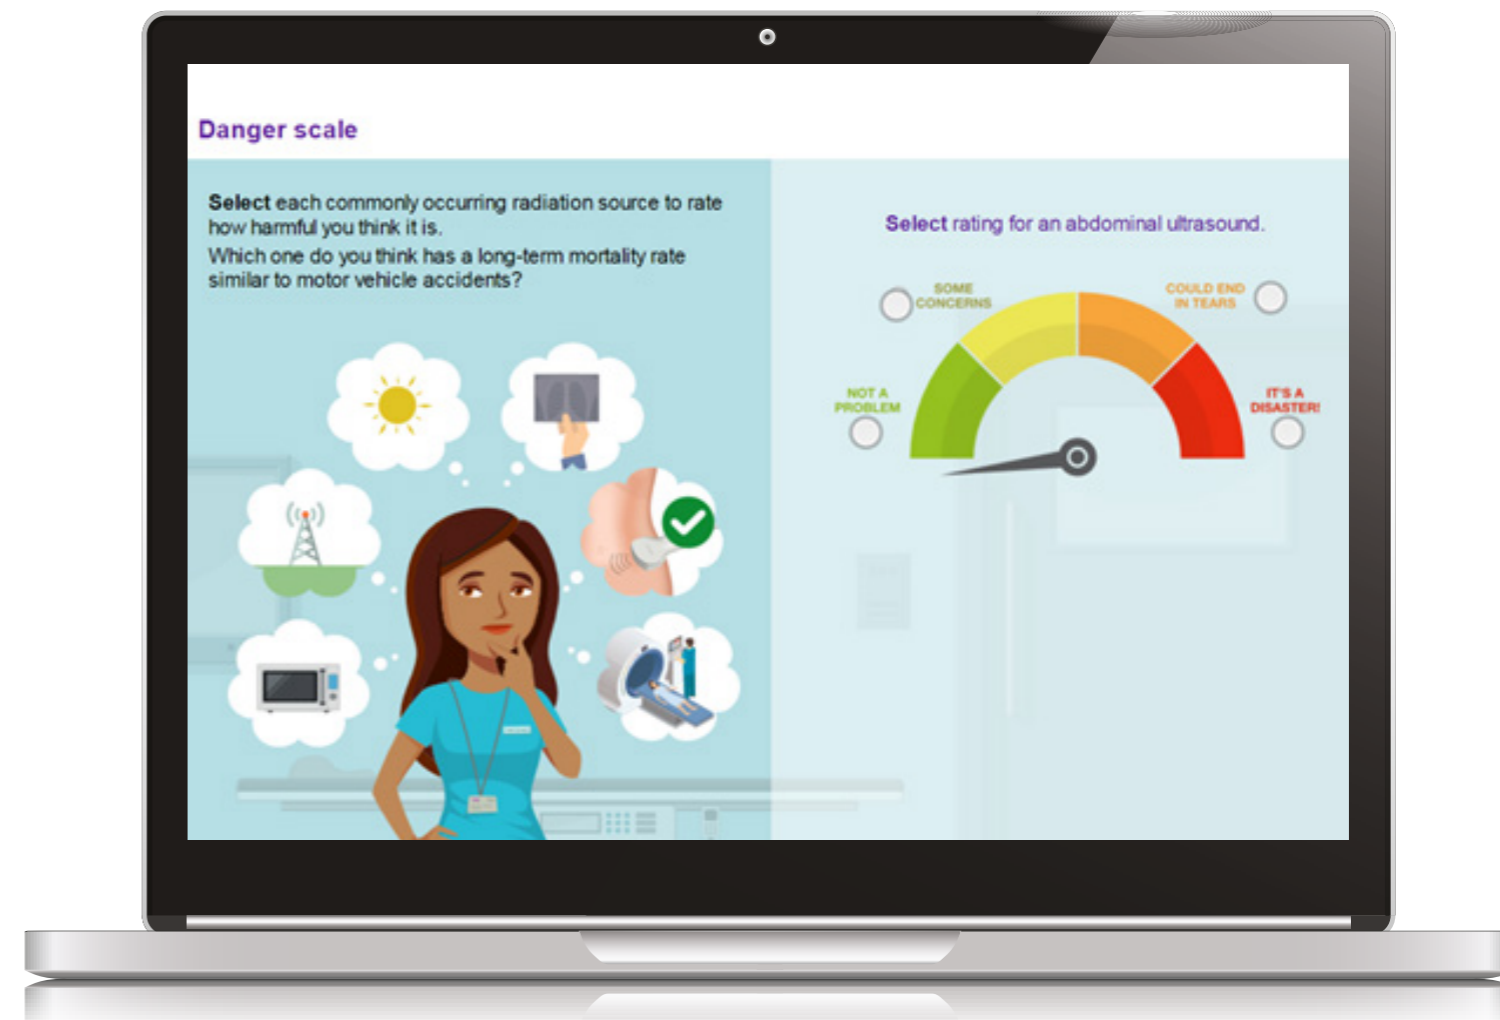 Danger scale
Select each commonly occurring radiation source to rate
how harmful you think it is.
Which one do you think has a long-term mortality rate
similar to motor vehicle accidents?
Select rating for an abdominal ultrasound.
SOME
CONCERNS
COULD END
IN TEARS
NOT A
PROBLEM
IT'S A
DISASTER!